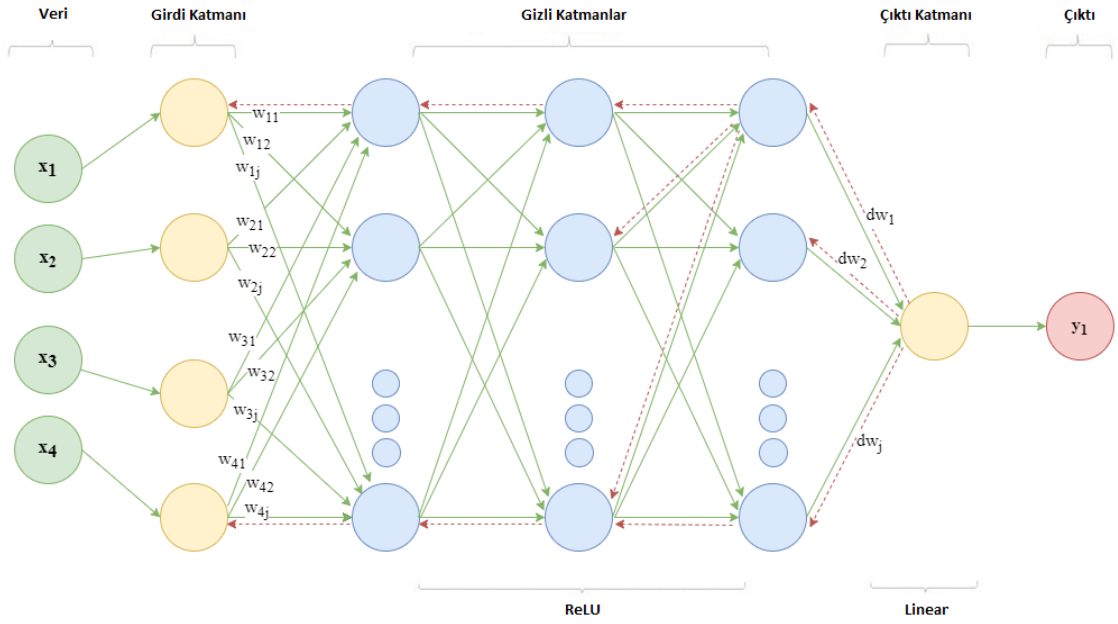 Veri
Girdi Katmanı
Gizli Katmanlar
Çıktı Katmanı
Çıktı
x1
x2
x3
x4
w11
w12
w1j
w21
w22
w2j
w31
w32
w3j
w41
w42
w4j
dw1
dw2
dwj
y1
ReLU
Linear